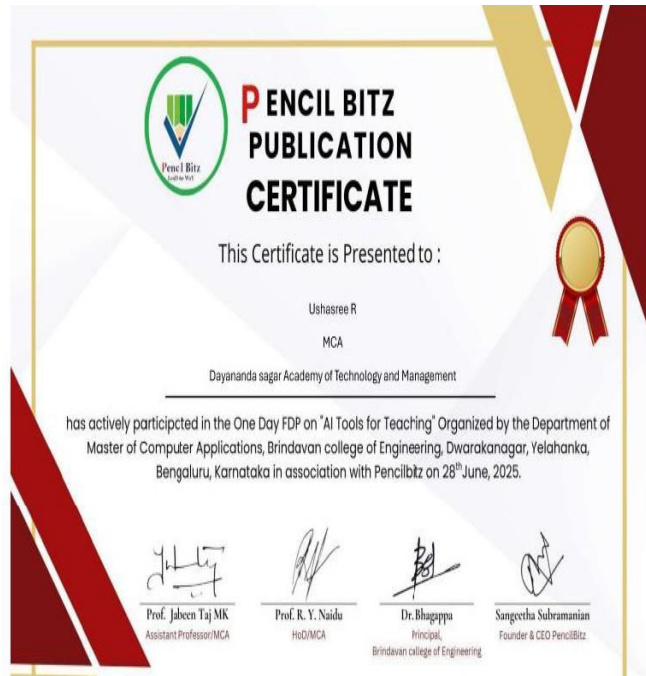 PENCIL BITZ
PUBLICATION
CERTIFICATE
Pencil Bitz
This Certificate is Presented to :
Ushasree R
MCA
Dayananda sagar Academy of Technology and Management
has actively participcted in the One Day FDP on "AI Tools for Teaching" Organized by the Department of
Master of Computer Applications, Brindavan college of Engineering, Dwarakanagar, Yelahanka,
Bengaluru, Karnataka in association with Pencilbitz on 28th June, 2025.
Prof. Jabeen Taj MK
Assistant Professor/MCA
Prof. R. Y. Naidu
HoD/MCA
Dr. Bhagappa
Principal,
Brindavan callege of Engineering
Sangeetha Subramanian
Founder & CEO PencilBitz